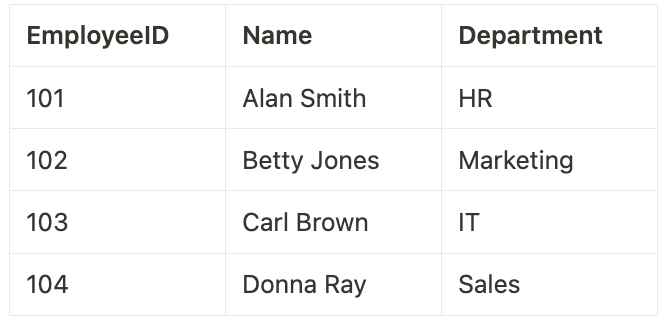 EmployeeID Name Department
101 Alan Smith HR
102 Betty Jones Marketing
103 Carl Brown IT
104 Donna Ray Sales